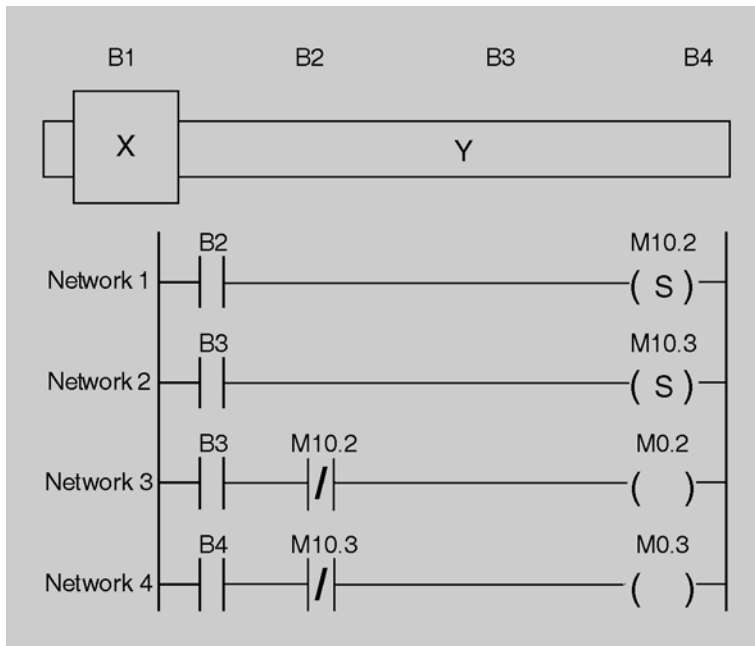 B1 B2 B3 B4
X Y
B2 M10.2
Network 1 ( S )
B3 M10.3
Network 2 ( S )
B3 M10.2 M0.2
Network 3 / ( )
B4 M10.3 M0.3
Network 4 / ( )